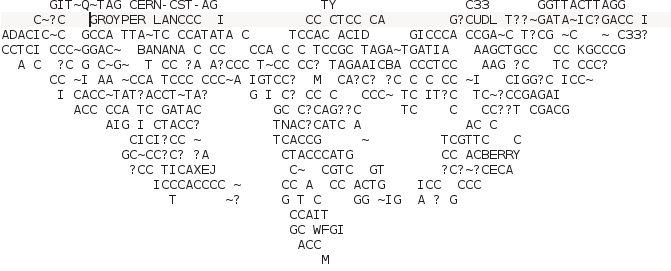 GIT~Q~TAG CERN-CST-AG TY C33 GGTTACTTAGG
C~?C GROYPER LANCCC I CC CTCC CA G?CUDL T??~GATA~IC?GACC I
ADACIC~C GCCA TTA~TC CCATATA C TCCAC ACID GICCCA CCGA~C T?CG ~C ~ C33?
CCTCI CCC~GGAC~ BANANA C CC CCA C C TCCGC TAGA~TGATIA AAGCTGCC CC KGCCCG
A C ?C G C~G~ T CC ?A A?CCC T~CC CC? TAGAAICBA CCCTCC AAG ?C TC CCC?
CC ~I AA ~CCA TCCC CCC~A IGTCC? M CA?C? ?C C C CC ~I CIGG?C ICC~
I CACC~TAT?ACCT~TA? G I C? CC C CCC~ TC IT?C TC~?CCGAGAI
ACC CCA TC GATAC GC C?CAG??C TC C CC??T CGACG
AIG I CTACC? TNAC?CATC A AC C
CICI?CC ~ TCACCG ~ TCGTTC C
GC~CC?C? ?A CTACCCATG CC ACBERRY
?CC TICAXEJ C~ CGTC GT ?C?~?CECA
ICCCACCCC ~ CC A CC ACTG ICC CCC
T ~? G T C GG ~IG A ? G
CCAIT
GC WFGI
ACC
M